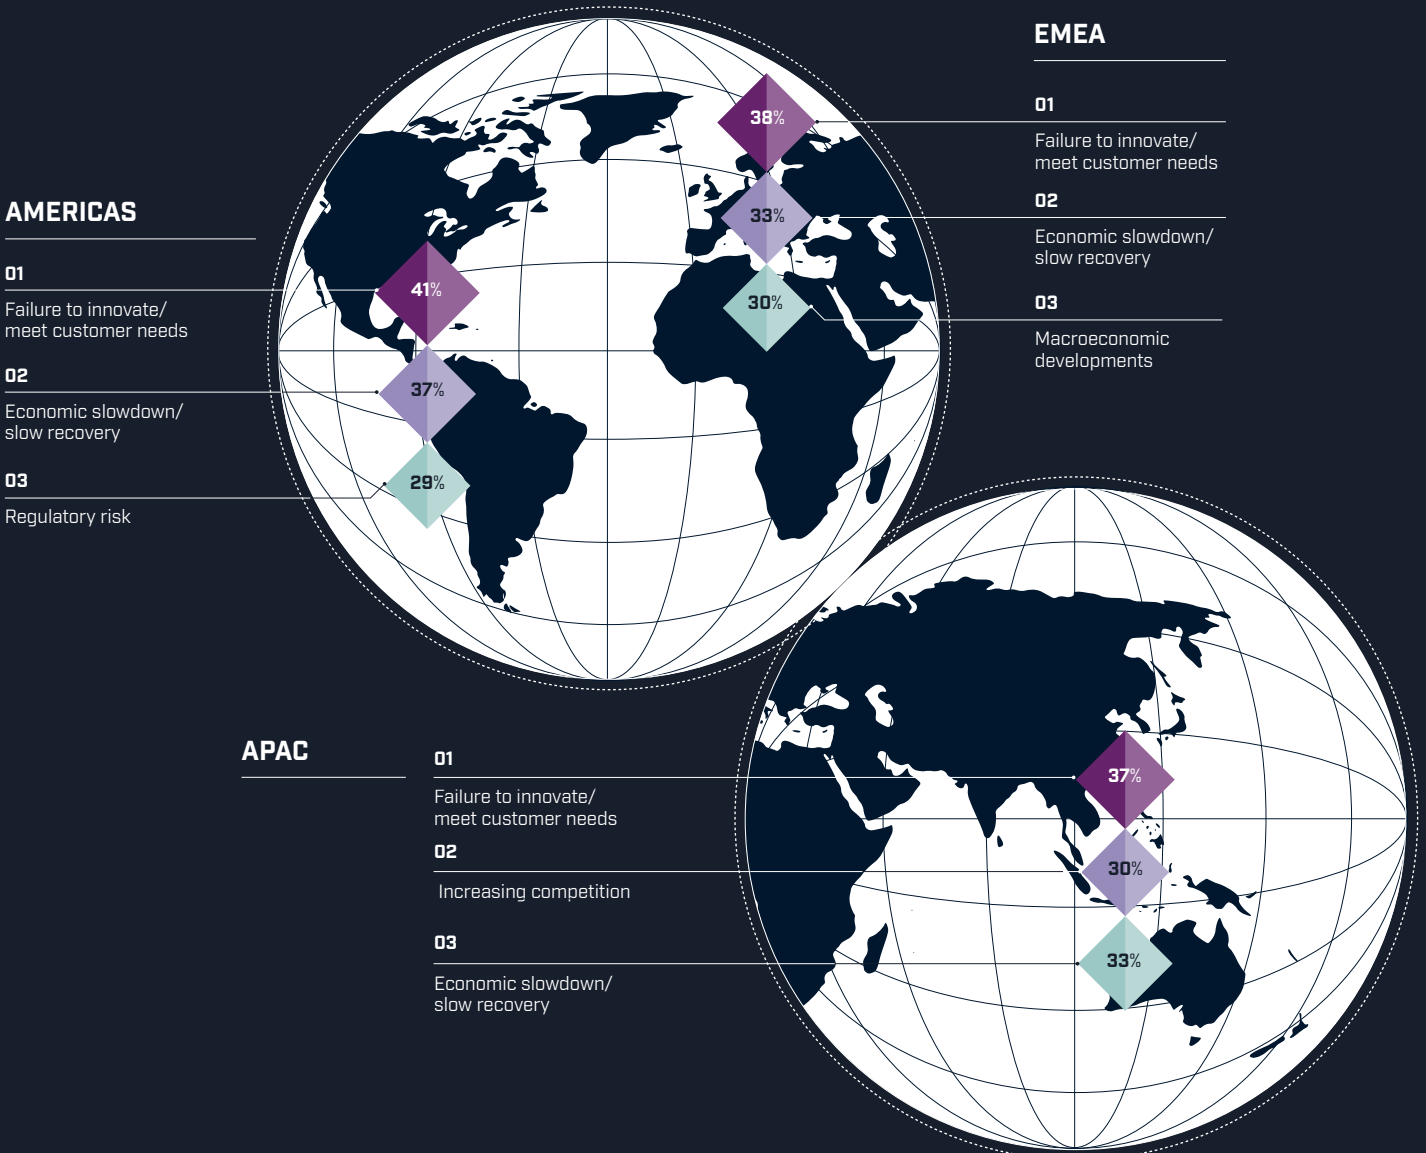 AMERICAS
01
Failure to innovate/
meet customer needs
02
Economic slowdown/
slow recovery
03
Regulatory risk
41%
37%
29%
EMEA
01
Failure to innovate/
meet customer needs
02
Economic slowdown/
slow recovery
03
Macroeconomic
developments
38%
33%
30%
APAC
01
Failure to innovate/
meet customer needs
02
Increasing competition
03
Economic slowdown/
slow recovery
37%
30%
33%